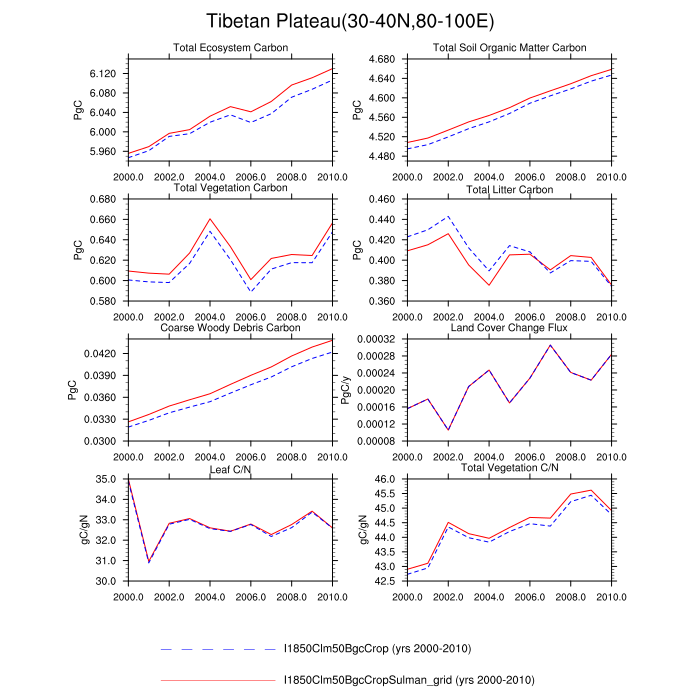 Tibetan Plateau(30-40N,80-100E)
Total Ecosystem Carbon
PgC
6.120
6.080
6.040
6.000
5.960
2000.0 2002.0 2004.0 2006.0 2008.0 2010.0
Total Soil Organic Matter Carbon
PgC
4.680
4.640
4.600
4.560
4.520
4.480
2000.0 2002.0 2004.0 2006.0 2008.0 2010.0
Total Vegetation Carbon
PgC
0.680
0.660
0.640
0.620
0.600
0.580
2000.0 2002.0 2004.0 2006.0 2008.0 2010.0
Total Litter Carbon
PgC
0.460
0.440
0.420
0.400
0.380
0.360
2000.0 2002.0 2004.0 2006.0 2008.0 2010.0
Coarse Woody Debris Carbon
PgC
0.0420
0.0390
0.0360
0.0330
0.0300
2000.0 2002.0 2004.0 2006.0 2008.0 2010.0
Land Cover Change Flux
PgC/y
0.00032
0.00028
0.00024
0.00020
0.00016
0.00012
0.00008
2000.0 2002.0 2004.0 2006.0 2008.0 2010.0
Leaf C/N
gC/gN
35.0
34.0
33.0
32.0
31.0
30.0
2000.0 2002.0 2004.0 2006.0 2008.0 2010.0
Total Vegetation C/N
gC/gN
46.0
45.5
45.0
44.5
44.0
43.5
43.0
42.5
2000.0 2002.0 2004.0 2006.0 2008.0 2010.0
I1850Clm50BgcCrop (yrs 2000-2010)
I1850Clm50BgcCropSulman_grid (yrs 2000-2010)